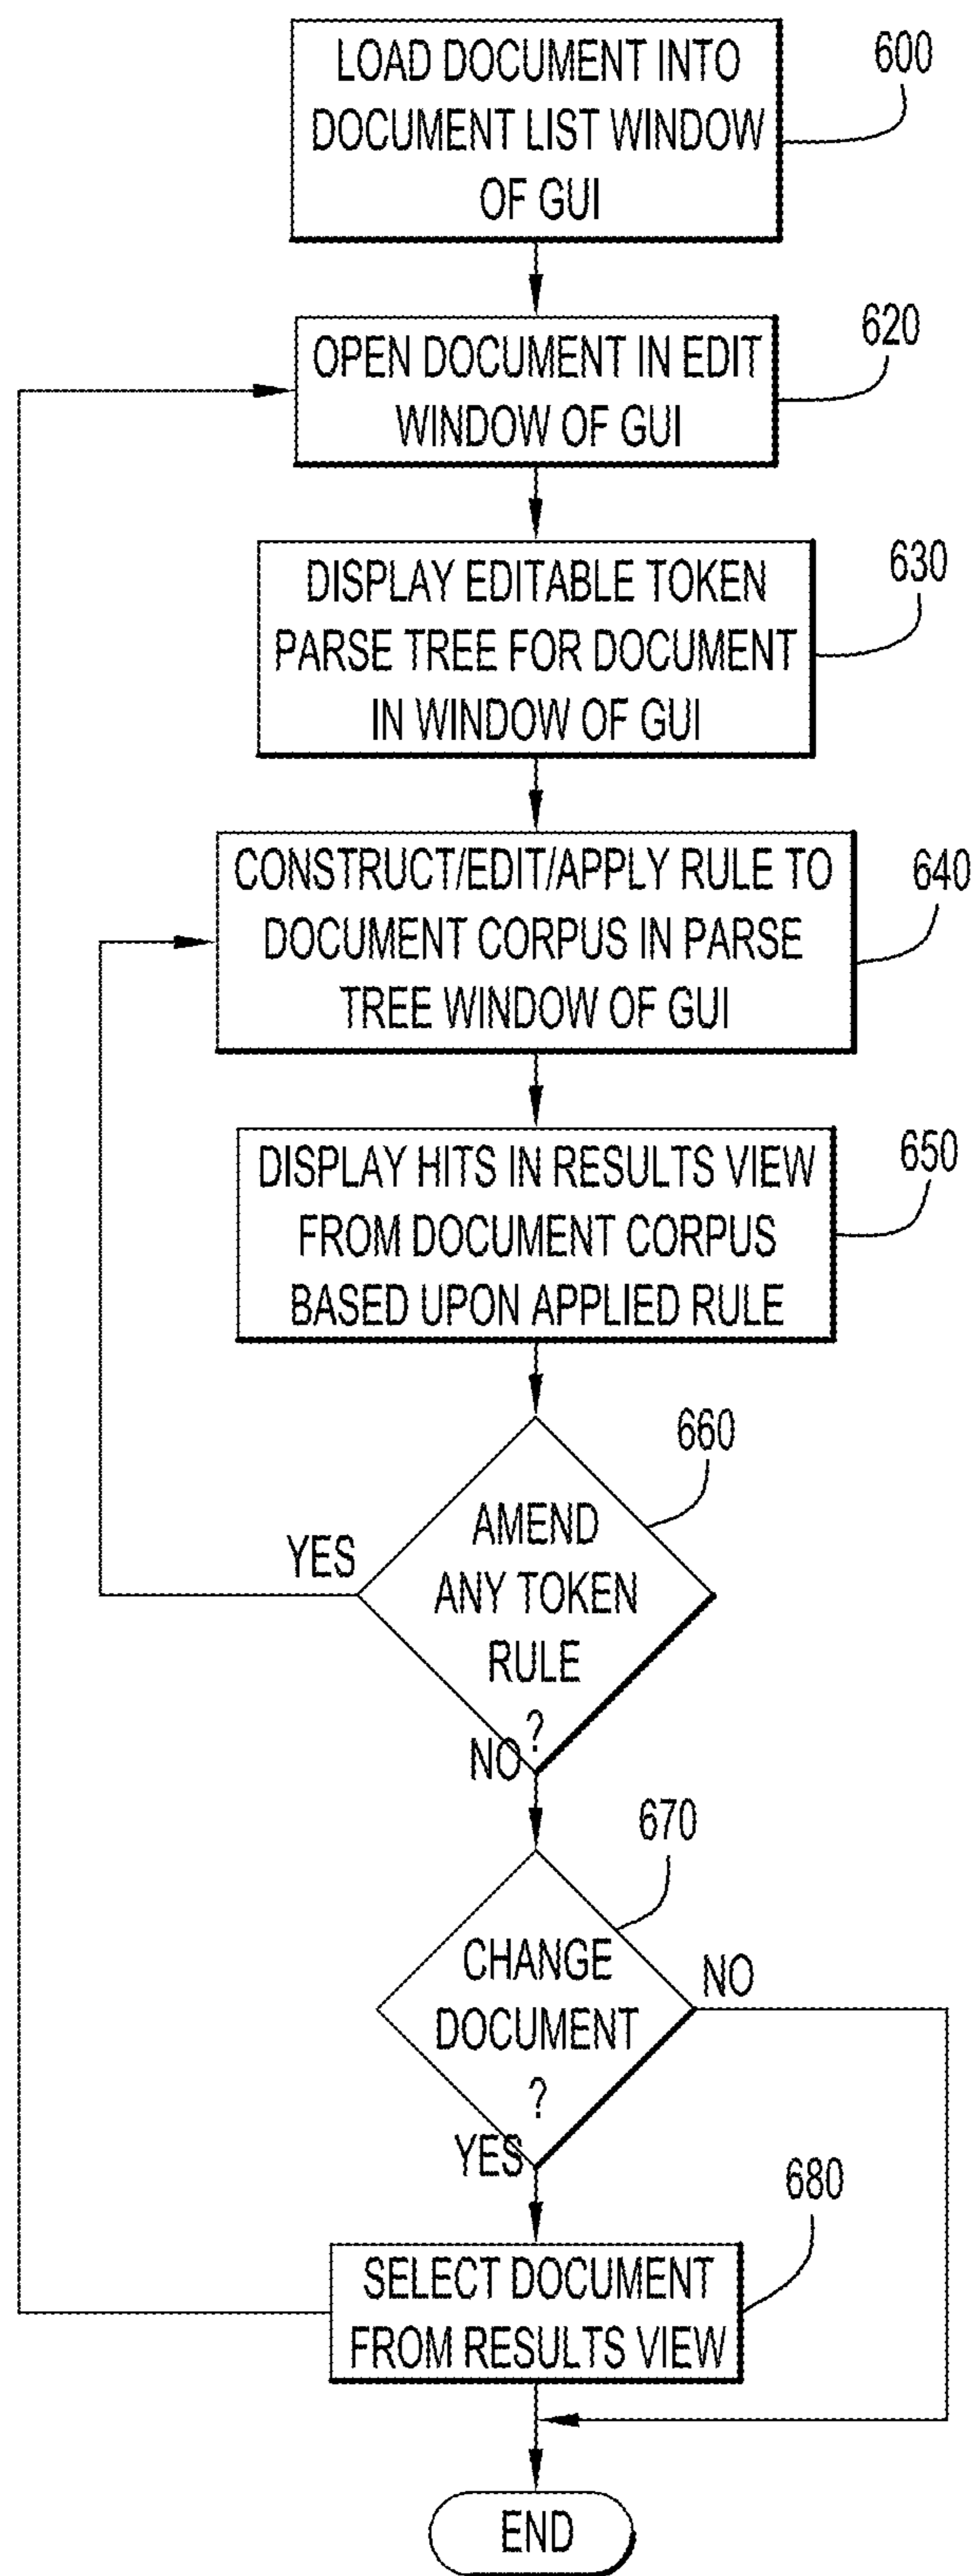 LOAD DOCUMENT INTO
DOCUMENT LIST WINDOW
OF GUI
600
OPEN DOCUMENT IN EDIT
WINDOW OF GUI
620
DISPLAY EDITABLE TOKEN
PARSE TREE FOR DOCUMENT
IN WINDOW OF GUI
630
CONSTRUCT/EDIT/APPLY RULE TO
DOCUMENT CORPUS IN PARSE
TREE WINDOW OF GUI
640
DISPLAY HITS IN RESULTS VIEW
FROM DOCUMENT CORPUS
BASED UPON APPLIED RULE
650
660
AMEND
ANY TOKEN
RULE
?
YES
NO
670
CHANGE
DOCUMENT
?
NO
YES
680
SELECT DOCUMENT
FROM RESULTS VIEW
END